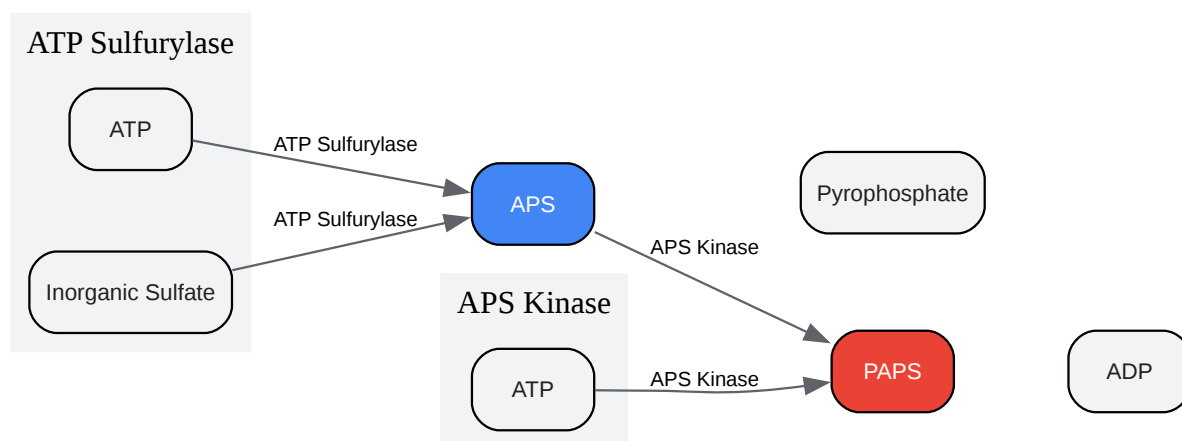 ATP Sulfurylase
ATP
ATP Sulfurylase
APS
Pyrophosphate
ATP Sulfurylase
Inorganic Sulfate
APS Kinase
APS Kinase
ATP
APS Kinase
PAPS
ADP